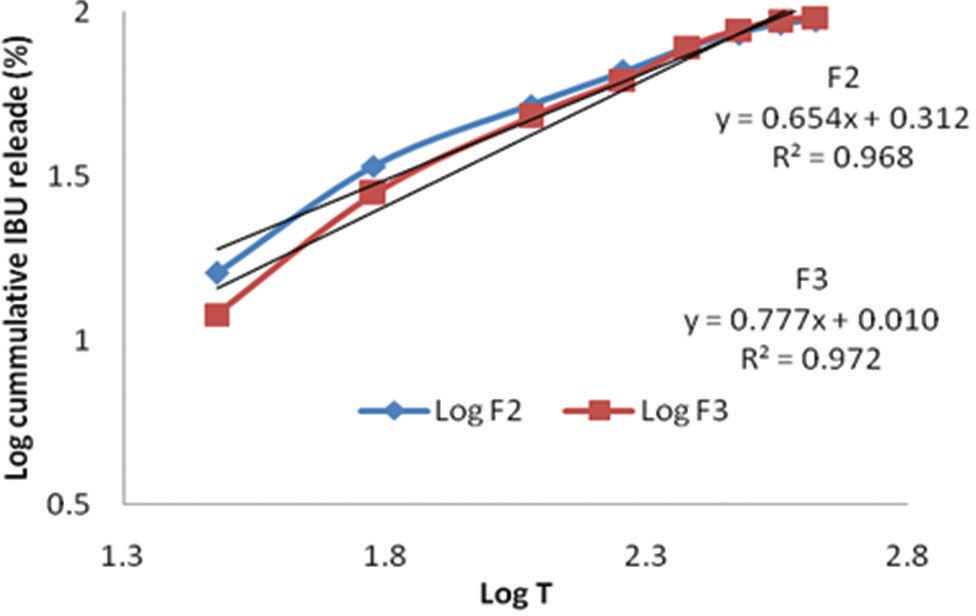 Log cummulative IBU releade (%)
2
1.5
1
0.5
F2
y = 0.654x + 0.312
R² = 0.968
F3
y = 0.777x + 0.010
R² = 0.972
Log F2 Log F3
1.3 1.8 2.3 2.8
Log T